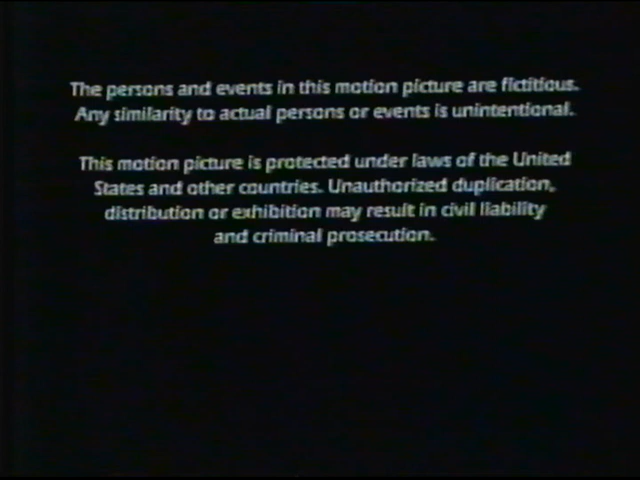 The persons and events in this motion picture are fictitious.
Any similarity to actual persons or events is unintentional.
This motion picture is protected under laws of the United
States and other countries. Unauthorized duplication,
distribution or exhibition may result in civil liability
and criminal prosecution.